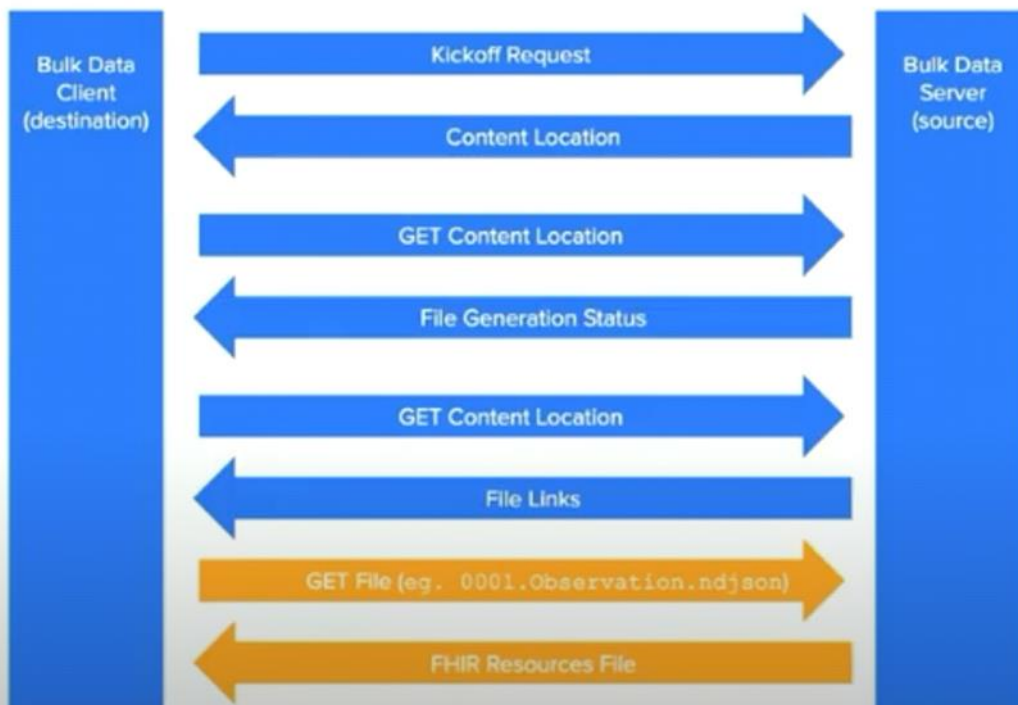 Bulk Data
Client
(destination)
Kickoff Request
Bulk Data
Server
(source)
Content Location
GET Content Location
File Generation Status
GET Content Location
File Links
GET File (eg. 0001.Observation.ndjson)
FHIR Resources File